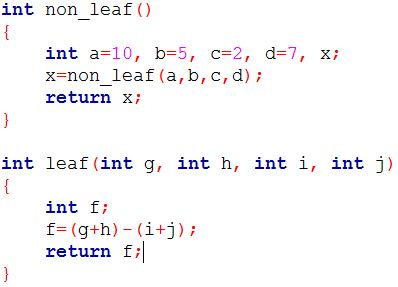 int non_leaf()
{
    int a=10, b=5, c=2, d=7, x;
    x=non_leaf(a,b,c,d);
    return x;
}

int leaf(int g, int h, int i, int j)
{
    int f;
    f=(g+h)-(i+j);
    return f;
}